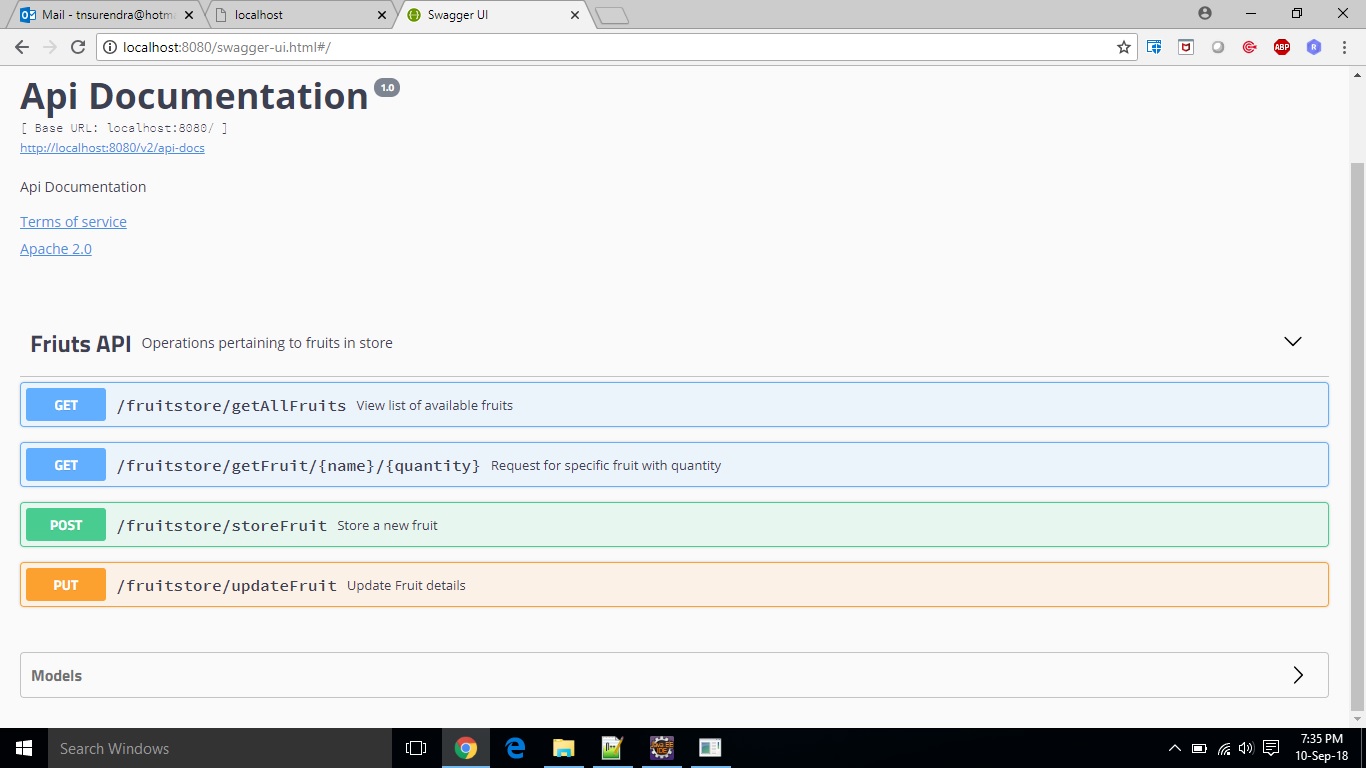 Mail - tnsurendra@hotm
localhost
Swagger UI
localhost:8080/swagger-ui.html#/
ABP
R
Api Documentation 1.0
[ Base URL: localhost:8080/ ]
http://localhost:8080/v2/api-docs
Api Documentation
Terms of service
Apache 2.0
Friuts API Operations pertaining to fruits in store
GET /fruitstore/getAllFruits View list of available fruits
GET /fruitstore/getFruit/{name}/{quantity} Request for specific fruit with quantity
POST /fruitstore/storeFruit Store a new fruit
PUT /fruitstore/updateFruit Update Fruit details
Models
Search Windows
7:35 PM
10-Sep-18